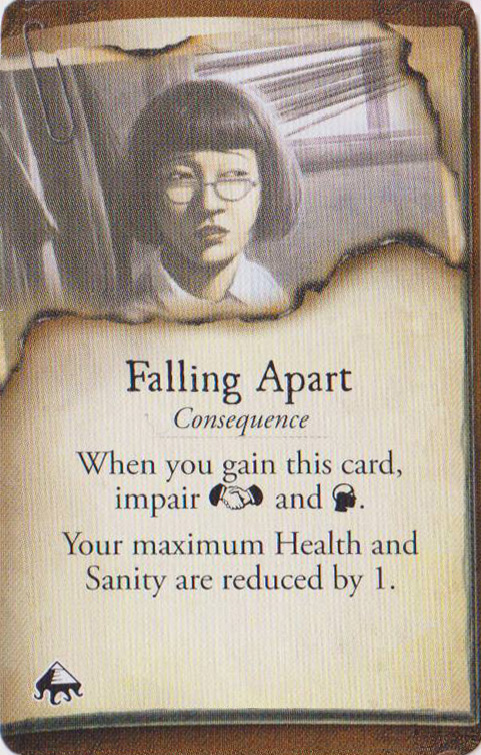 Falling Apart
Consequence
When you gain this card,
impair and .
Your maximum Health and
Sanity are reduced by 1.